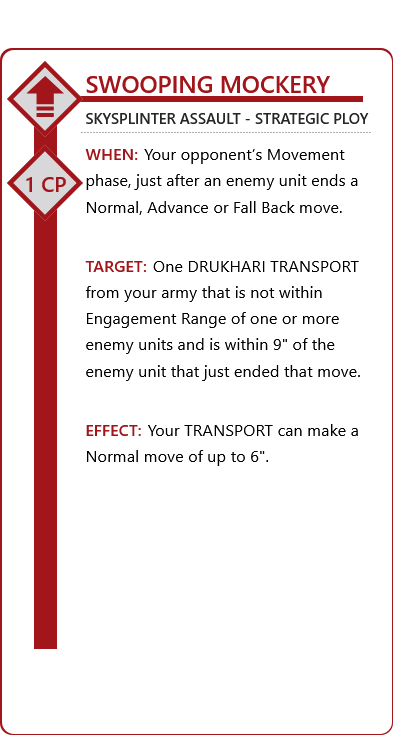 SWOOPING MOCKERY
SKYSPLINTER ASSAULT - STRATEGIC PLOY
1 CP
WHEN: Your opponent’s Movement
phase, just after an enemy unit ends a
Normal, Advance or Fall Back move.
TARGET: One DRUKHARI TRANSPORT
from your army that is not within
Engagement Range of one or more
enemy units and is within 9" of the
enemy unit that just ended that move.
EFFECT: Your TRANSPORT can make a
Normal move of up to 6".